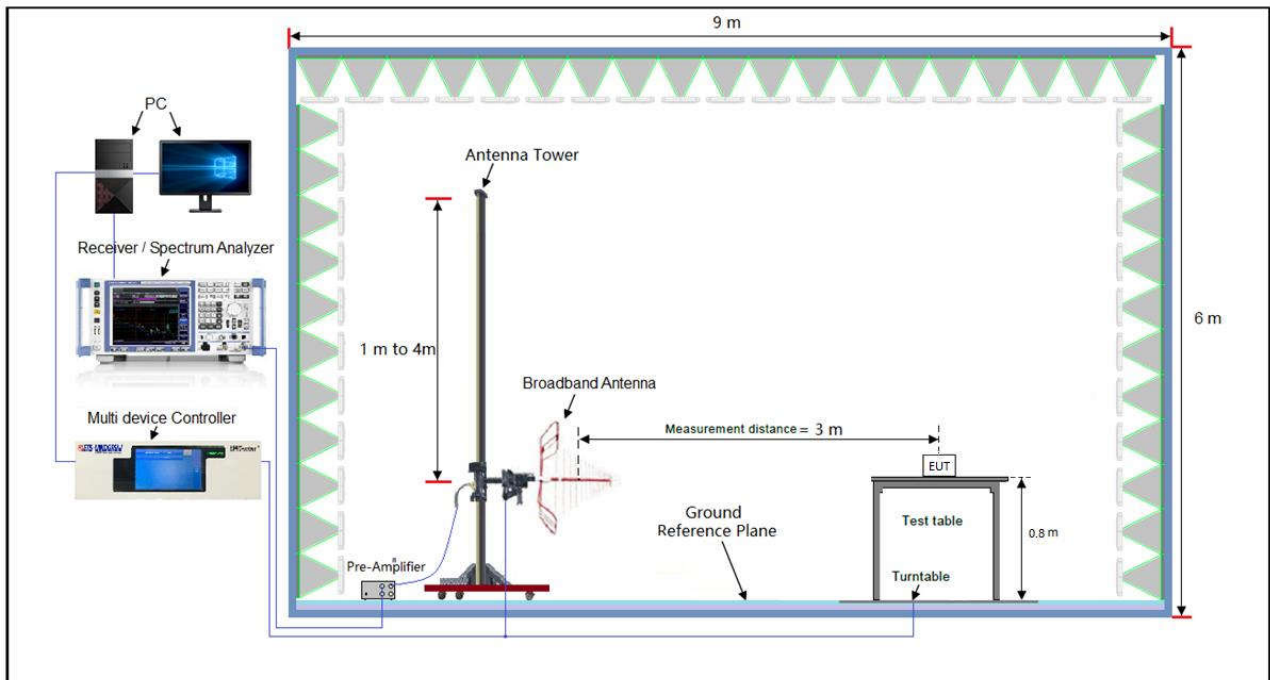 9 m
PC
Antenna Tower
Receiver / Spectrum Analyzer
1 m to 4m
6 m
Broadband Antenna
Multi device Controller
Measurement distance = 3 m
EUT
Ground
Reference Plane
Test table
0.8 m
Pre-Amplifier
Turntable